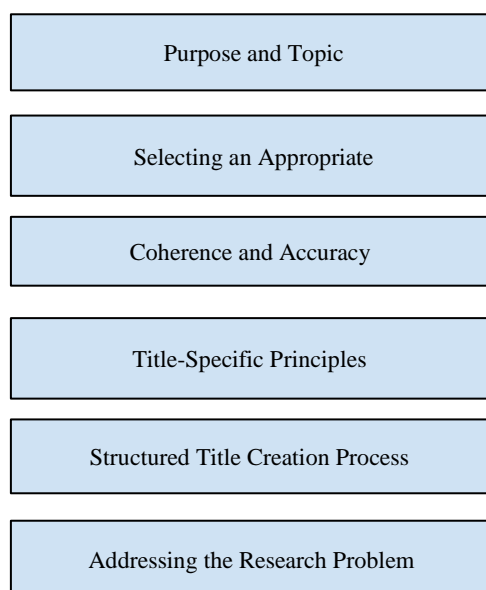 Purpose and Topic
Selecting an Appropriate
Coherence and Accuracy
Title-Specific Principles
Structured Title Creation Process
Addressing the Research Problem